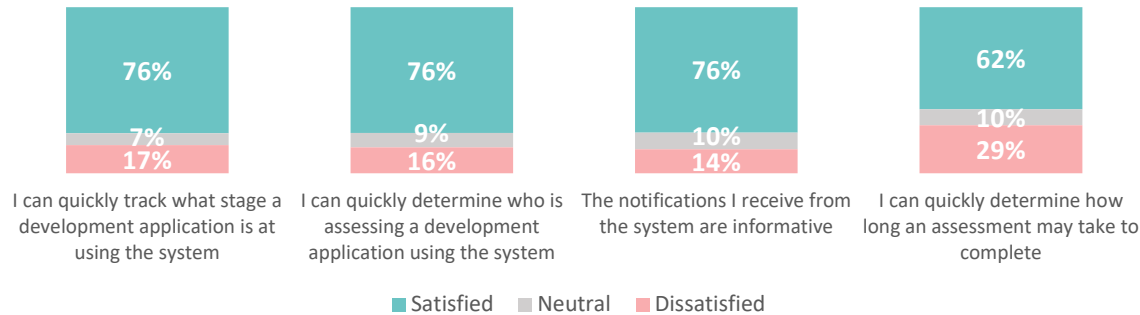 76%
7%
17%
76%
9%
16%
76%
10%
14%
62%
10%
29%
I can quickly track what stage a
development application is at
using the system
I can quickly determine who is
assessing a development
application using the system
The notifications I receive from
the system are informative
I can quickly determine how
long an assessment may take to
complete
Satisfied Neutral Dissatisfied